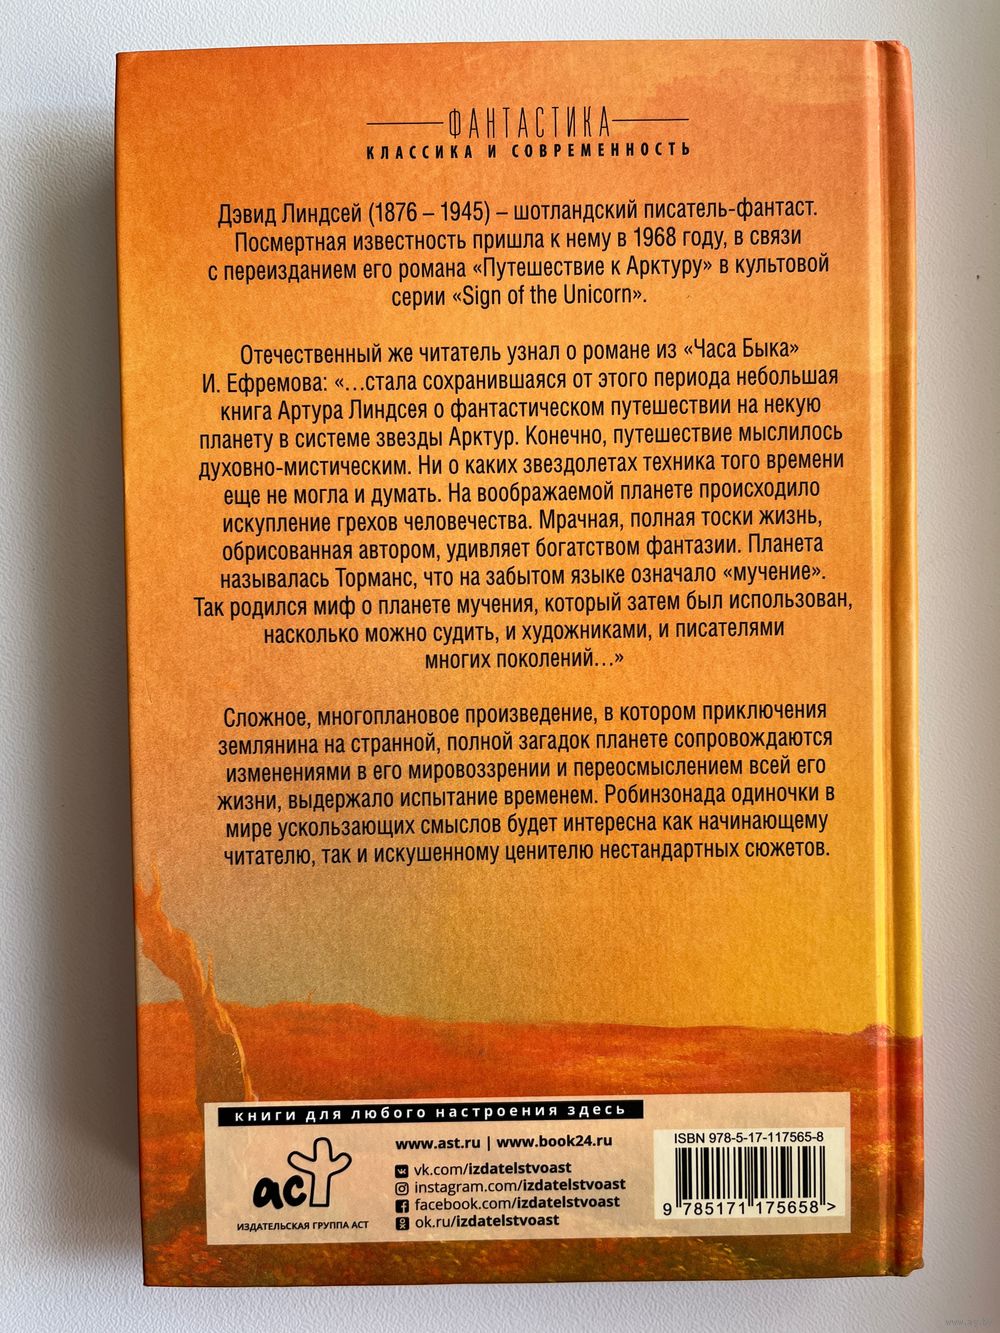 ФАНТАСТИКА
КЛАССИКА И СОВРЕМЕННОСТЬ
Дэвид Линдсей (1876 – 1945) – шотландский писатель-фантаст.
Посмертная известность пришла к нему в 1968 году, в связи
с переизданием его романа «Путешествие к Арктуру» в культовой
серии «Sign of the Unicorn».
Отечественный же читатель узнал о романе из «Часа Быка»
И. Ефремова: «...стала сохранившаяся от этого периода небольшая
книга Артура Линдсея о фантастическом путешествии на некую
планету в системе звезды Арктур. Конечно, путешествие мыслилось
духовно-мистическим. Ни о каких звездолетах техника того времени
еще не могла и думать. На воображаемой планете происходило
искупление грехов человечества. Мрачная, полная тоски жизнь,
обрисованная автором, удивляет богатством фантазии. Планета
называлась Торманс, что на забытом языке означало «мучение».
Так родился миф о планете мучения, который затем был использован,
насколько можно судить, и художниками, и писателями
многих поколений...»
Сложное, многоплановое произведение, в котором приключения
землянина на странной, полной загадок планете сопровождаются
изменениями в его мировоззрении и переосмыслением всей его
жизни, выдержало испытание временем. Робинзонада одиночки в
мире ускользающих смыслов будет интересна как начинающему
читателю, так и искушенному ценителю нестандартных сюжетов.
книги для любого настроения здесь
аст
ИЗДАТЕЛЬСКАЯ ГРУППА АСТ
www.ast.ru | www.book24.ru
vk.com/izdatelstvoast
instagram.com/izdatelstvoast
facebook.com/izdatelstvoast
ok.ru/izdatelstvoast
ISBN 978-5-17-117565-8
9 785171 175658 >